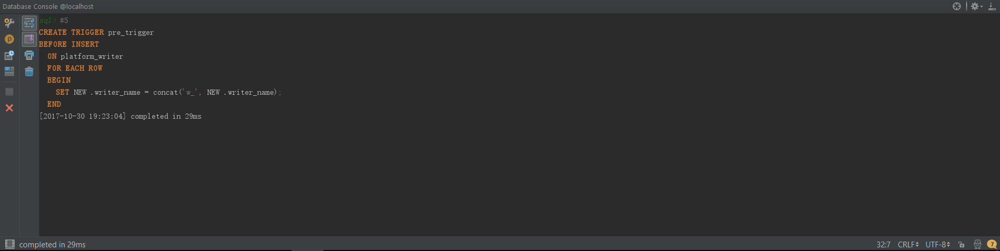 Database Console @localhost
sql> #5
CREATE TRIGGER pre_trigger
BEFORE INSERT
ON platform_writer
FOR EACH ROW
BEGIN
SET NEW .writer_name = concat('w_', NEW .writer_name);
END
[2017-10-30 19:23:04] completed in 29ms
completed in 29ms 32:7 CRLF UTF-8 7